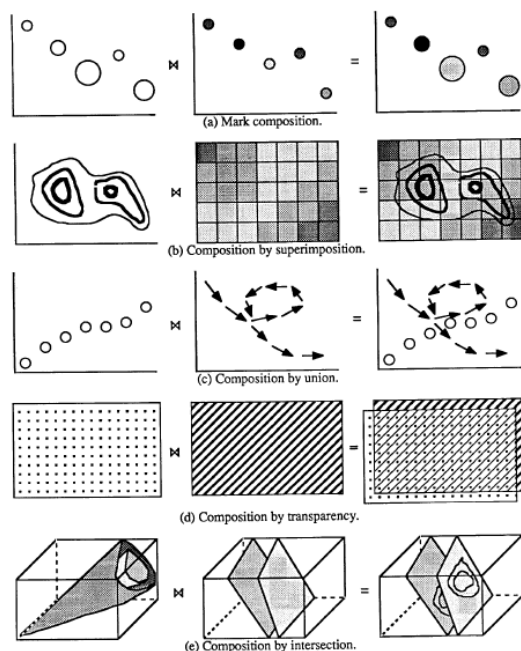 (a) Mark composition.
(b) Composition by superimposition.
(c) Composition by union.
(d) Composition by transparency.
(e) Composition by intersection.